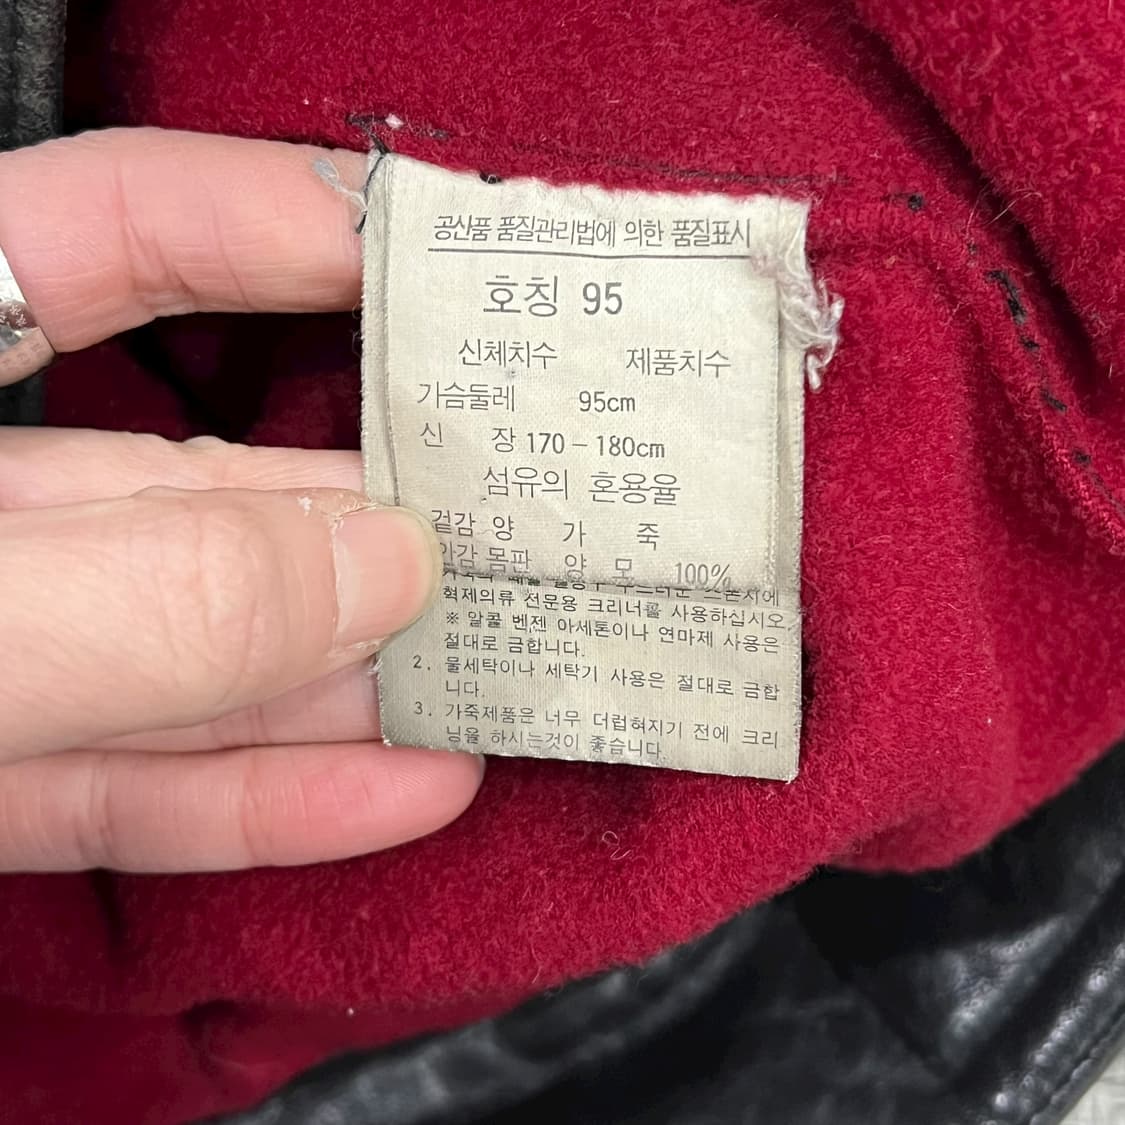 공산품 품질관리법에 의한 품질표시
호칭 95
신체치수 제품치수
가슴둘레 95cm
신 장 170-180cm
섬유의 혼용율
겉감 양 가 죽
안감 몸판 양 모 100%
혁제의류 전문용 크리너를 사용하십시오
※ 알콜 벤젠 아세톤이나 연마제 사용은
절대로 금합니다.
2. 물세탁이나 세탁기 사용은 절대로 금합
니다.
3. 가죽제품은 너무 더럽혀지기 전에 크리
닝을 하시는것이 좋습니다.